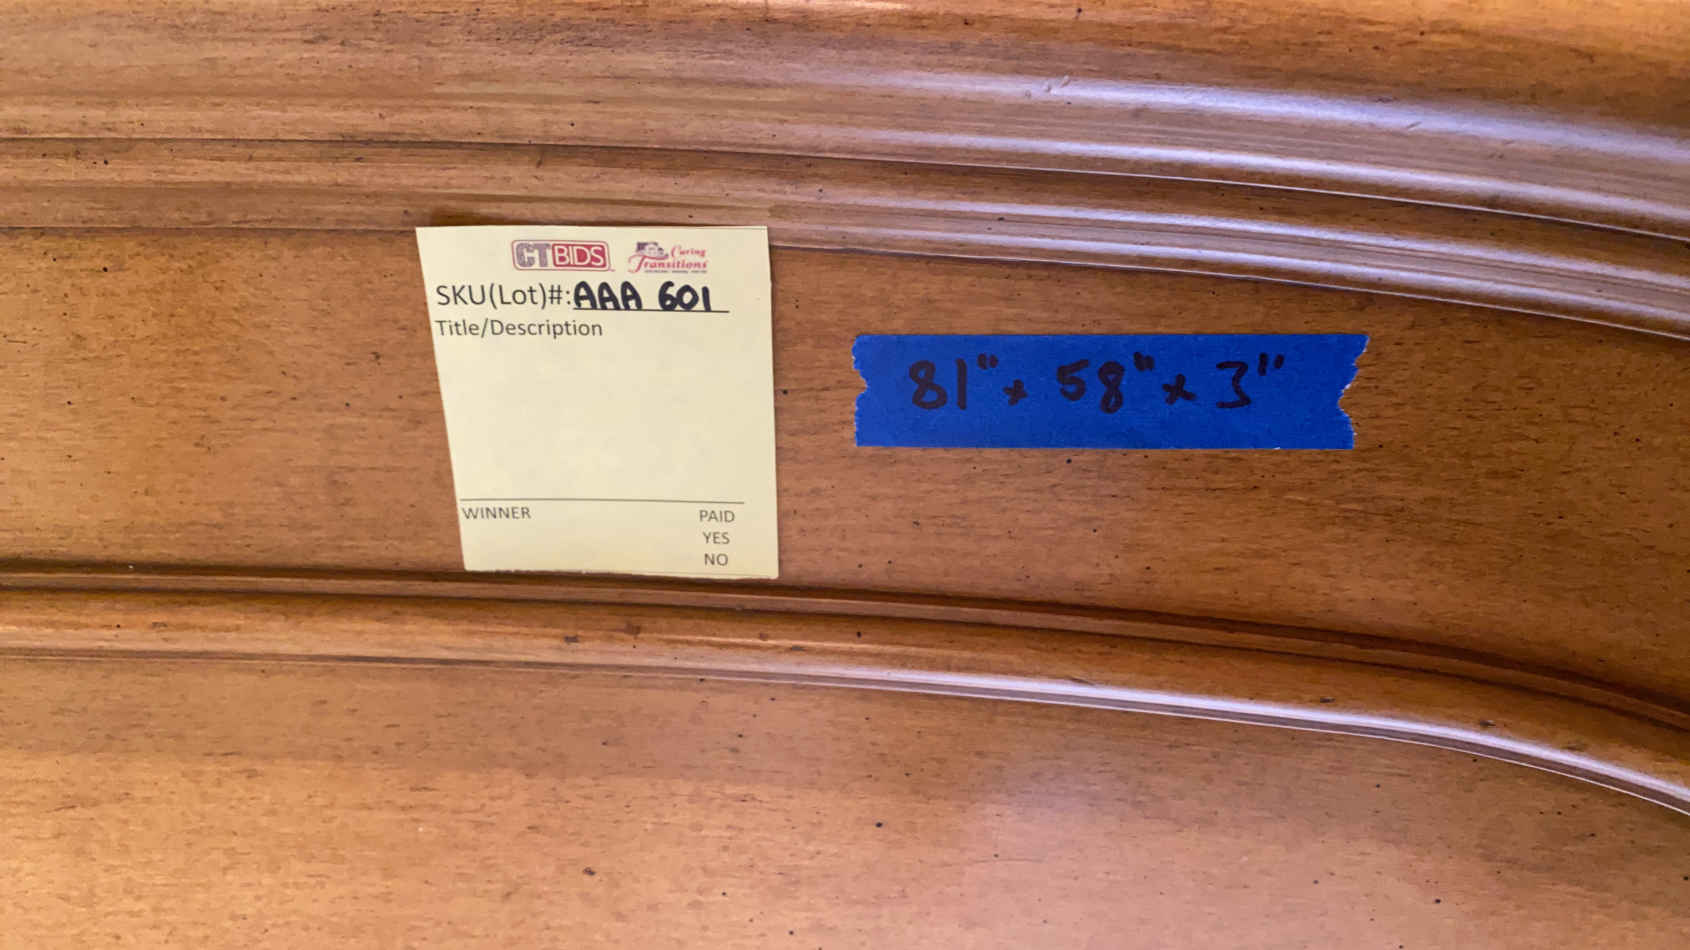 CTBIDS
Caring
Transitions
SKU(Lot)#: AAA 601
Title/Description
WINNER
PAID
YES
NO
81" x 58" x 3"